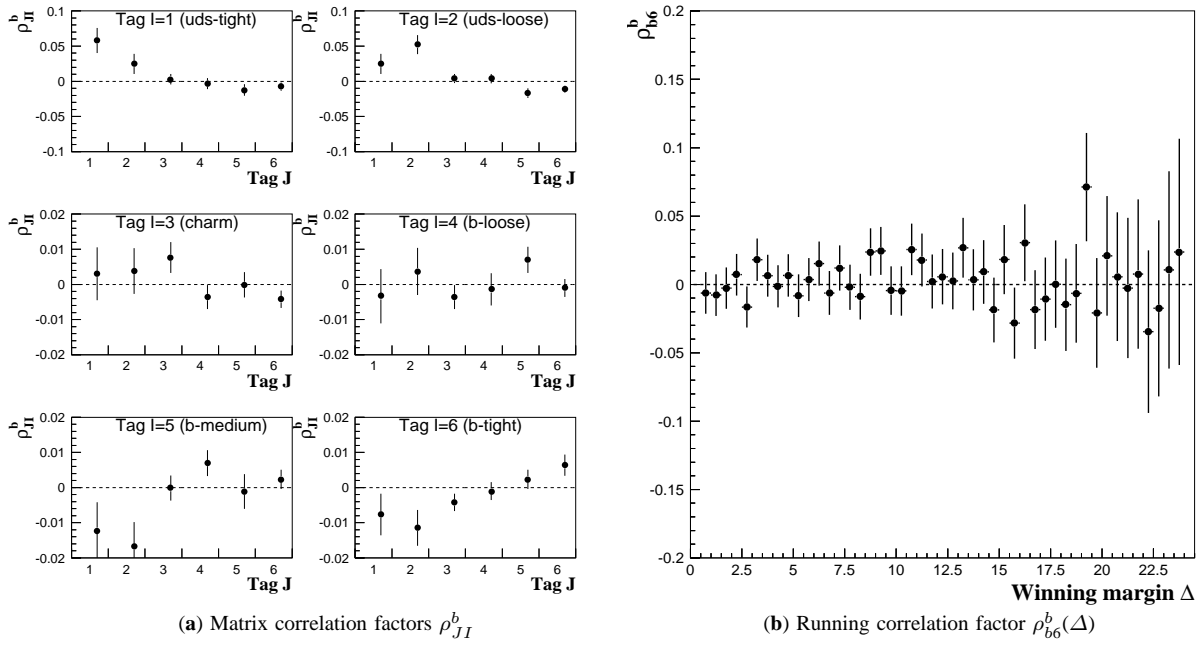 ρ^b_JI
Tag I=1 (uds-tight)
0.1
0.05
0
-0.05
-0.1
1 2 3 4 5 6
Tag J
ρ^b_JI
Tag I=2 (uds-loose)
0.1
0.05
0
-0.05
-0.1
1 2 3 4 5 6
Tag J
ρ^b_JI
Tag I=3 (charm)
0.02
0.01
0
-0.01
-0.02
1 2 3 4 5 6
Tag J
ρ^b_JI
Tag I=4 (b-loose)
0.02
0.01
0
-0.01
-0.02
1 2 3 4 5 6
Tag J
ρ^b_JI
Tag I=5 (b-medium)
0.02
0.01
0
-0.01
-0.02
1 2 3 4 5 6
Tag J
ρ^b_JI
Tag I=6 (b-tight)
0.02
0.01
0
-0.01
-0.02
1 2 3 4 5 6
Tag J
(a) Matrix correlation factors ρ^b_JI
ρ^b_b6
0.2
0.15
0.1
0.05
0
-0.05
-0.1
-0.15
-0.2
0 2.5 5 7.5 10 12.5 15 17.5 20 22.5
Winning margin Δ
(b) Running correlation factor ρ^b_b6(Δ)